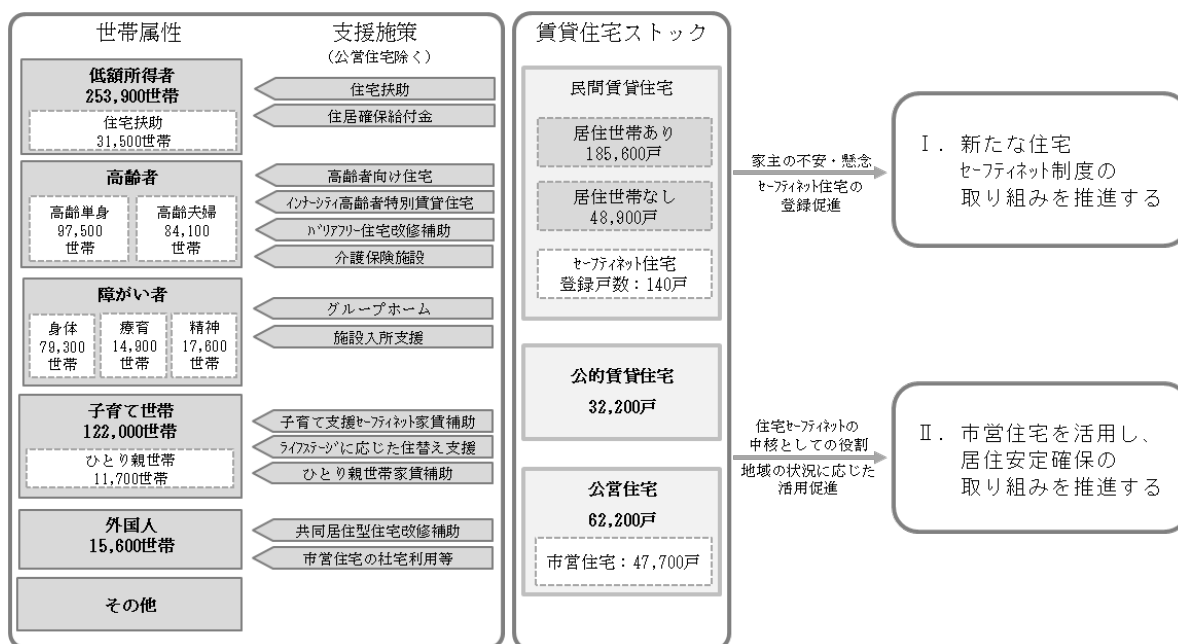 世帯属性
支援施策
(公営住宅除く)
低額所得者
253,900世帯
住宅扶助
31,500世帯
住宅扶助
住居確保給付金
高齢者
高齢単身
97,500
世帯
高齢夫婦
84,100
世帯
高齢者向け住宅
インナーシティ高齢者特別賃貸住宅
バリアフリー住宅改修補助
介護保険施設
障がい者
身体
79,300
世帯
療育
14,900
世帯
精神
17,600
世帯
グループホーム
施設入所支援
子育て世帯
122,000世帯
ひとり親世帯
11,700世帯
子育て支援セーフティネット家賃補助
ライフステージに応じた住替え支援
ひとり親世帯家賃補助
外国人
15,600世帯
共同居住型住宅改修補助
市営住宅の社宅利用等
その他
賃貸住宅ストック
民間賃貸住宅
居住世帯あり
185,600戸
居住世帯なし
48,900戸
セーフティネット住宅
登録戸数：140戸
公的賃貸住宅
32,200戸
公営住宅
62,200戸
市営住宅：47,700戸
家主の不安・懸念
セーフティネット住宅の
登録促進
Ⅰ．新たな住宅
セーフティネット制度の
取り組みを推進する
住宅セーフティネットの
中核としての役割
地域の状況に応じた
活用促進
Ⅱ．市営住宅を活用し、
居住安定確保の
取り組みを推進する